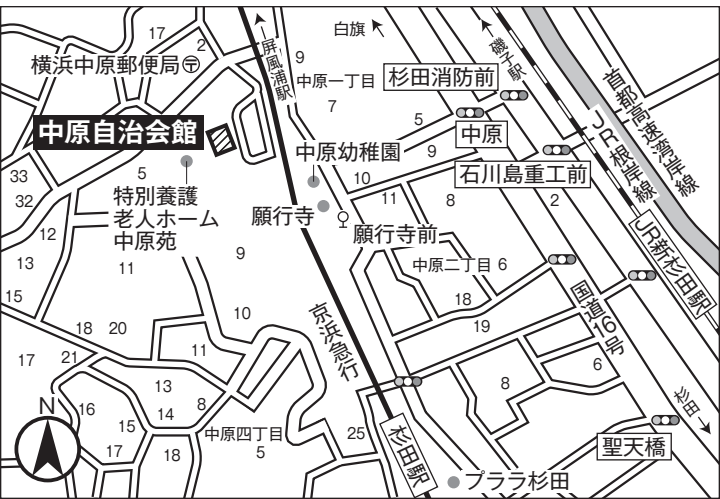 17
2
横浜中原郵便局〒
屏風浦駅
白旗
磯子駅
9
中原一丁目
杉田消防前
7
首都高速湾岸線
JR根岸線
中原自治会館
5
中原
9
石川島重工前
中原幼稚園
5
33
32
10
11
8
2
特別養護
老人ホーム
中原苑
願行寺
願行寺前
JR新杉田駅
12
13
11
9
中原二丁目
6
15
18
国道16号
18
20
10
京浜急行
19
17
21
11
6
13
8
16
15
14
8
杉田
N
中原四丁目
5
25
杉田駅
聖天橋
17
18
プララ杉田